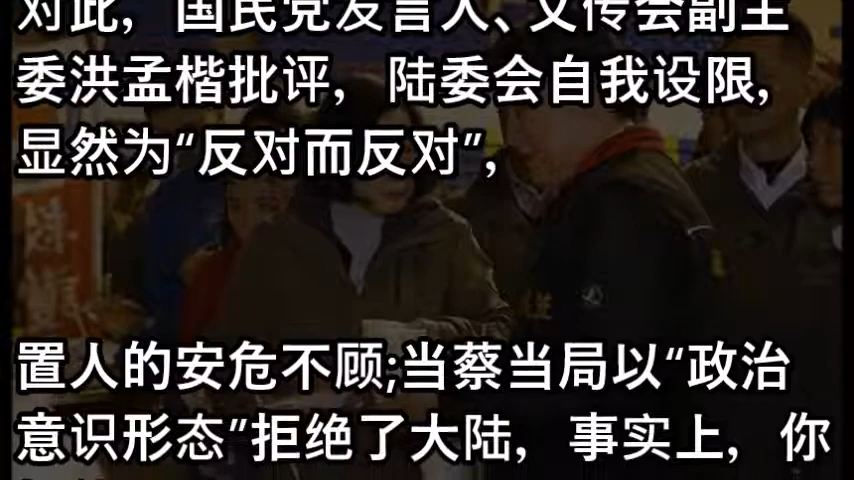 对此， 国民党发言人、文传会副主
委洪孟楷批评， 陆委会自我设限，
显然为“反对而反对”，
置人的安危不顾;当蔡当局以“政治
意识形态”拒绝了大陆， 事实上， 你